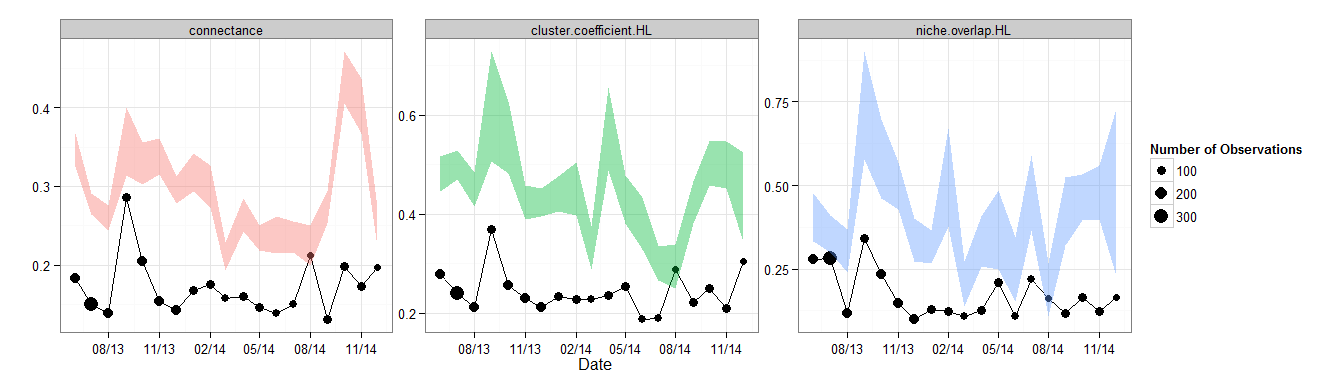 connectance
cluster.coefficient.HL
niche.overlap.HL
0.4
0.3
0.2
0.6
0.4
0.2
0.75
0.50
0.25
08/13 11/13 02/14 05/14 08/14 11/14
08/13 11/13 02/14 05/14 08/14 11/14
08/13 11/13 02/14 05/14 08/14 11/14
Date
Number of Observations
100
200
300